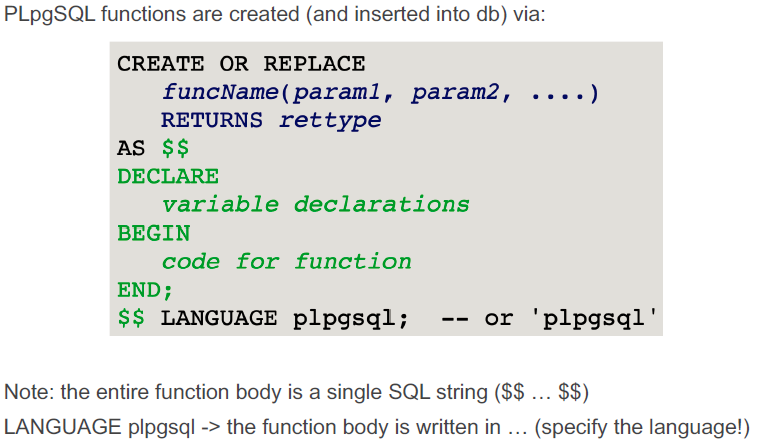 PLpgSQL functions are created (and inserted into db) via:
CREATE OR REPLACE
funcName(param1, param2, ....)
RETURNS rettype
AS $$
DECLARE
variable declarations
BEGIN
code for function
END;
$$ LANGUAGE plpgsql;  -- or 'plpgsql'
Note: the entire function body is a single SQL string ($$ … $$)
LANGUAGE plpgsql -> the function body is written in … (specify the language!)